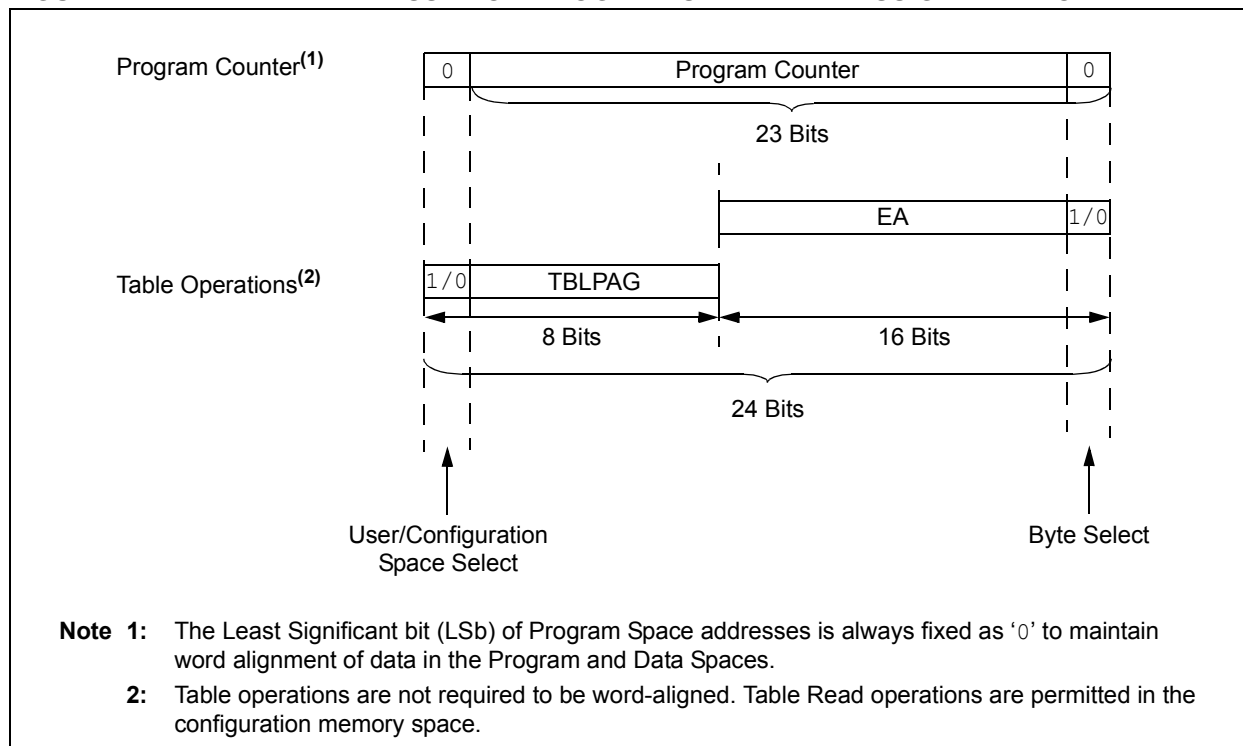 Program Counter(1)
0 Program Counter 0
23 Bits
EA 1/0
Table Operations(2)
1/0 TBLPAG
8 Bits 16 Bits
24 Bits
User/Configuration
Space Select
Byte Select
Note 1: The Least Significant bit (LSb) of Program Space addresses is always fixed as ‘0’ to maintain
word alignment of data in the Program and Data Spaces.
2: Table operations are not required to be word-aligned. Table Read operations are permitted in the
configuration memory space.